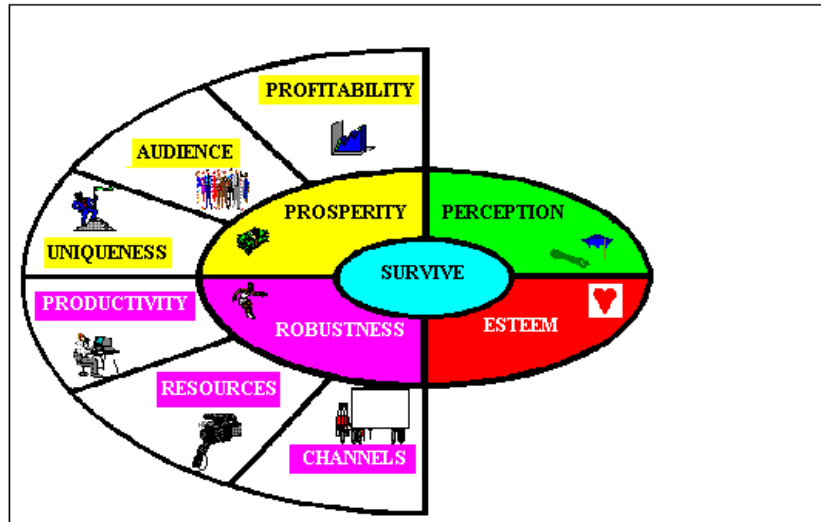 PROFITABILITY
AUDIENCE
PROSPERITY
PERCEPTION
UNIQUENESS
SURVIVE
PRODUCTIVITY
ROBUSTNESS
ESTEEM
RESOURCES
CHANNELS